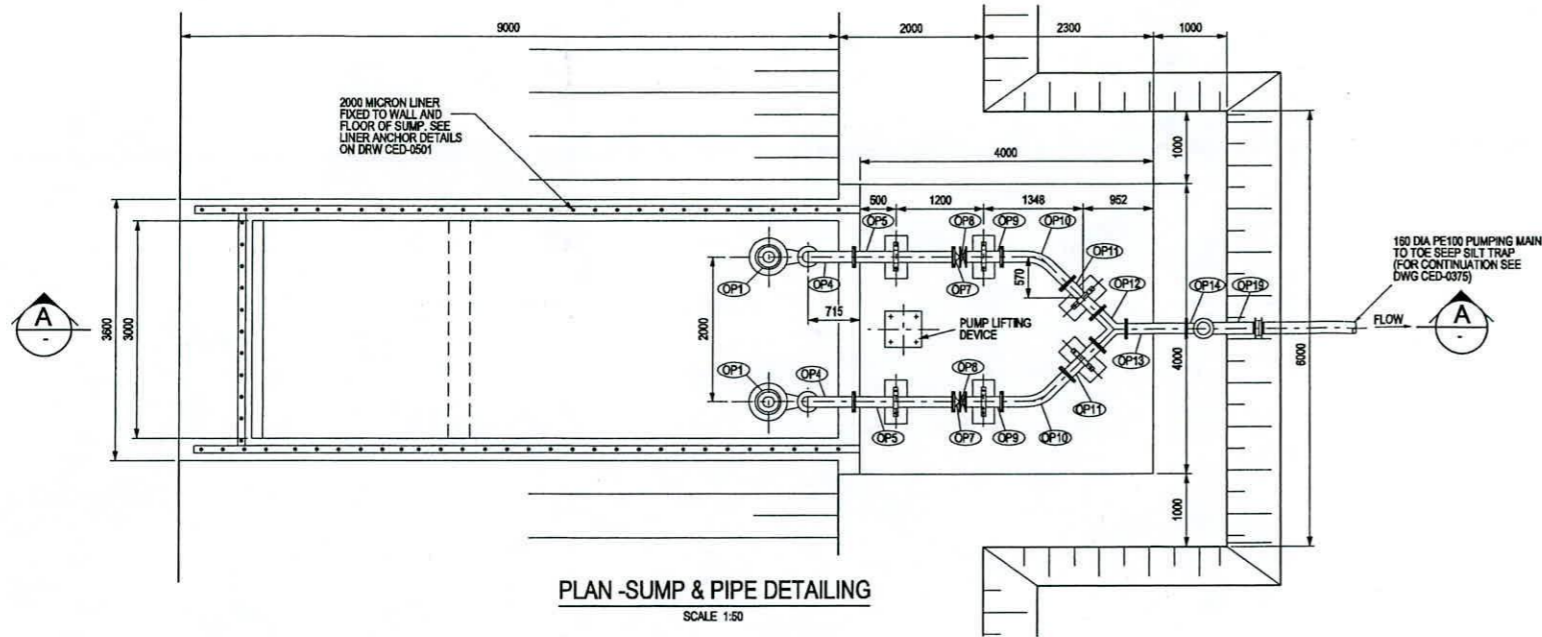 9000
2000
2300
1000
2000 MICRON LINER
FIXED TO WALL AND
FLOOR OF SUMP. SEE
LINER ANCHOR DETAILS
ON DRW CED-0501
4000
1000
500
1200
1348
952
OP5
OP8
OP9
OP10
OP11
OP1
OP4
OP7
570
OP12
OP14
OP19
160 DIA PE100 PUMPING MAIN
TO TOE SEEP SILT TRAP
(FOR CONTINUATION SEE
DWG CED-0375)
A
-
3600
3000
2000
715
PUMP LIFTING
DEVICE
FLOW
A
-
OP13
4000
6000
OP1
OP4
OP8
OP11
OP5
OP7
OP9
OP10
1000
PLAN -SUMP & PIPE DETAILING
SCALE 1:50